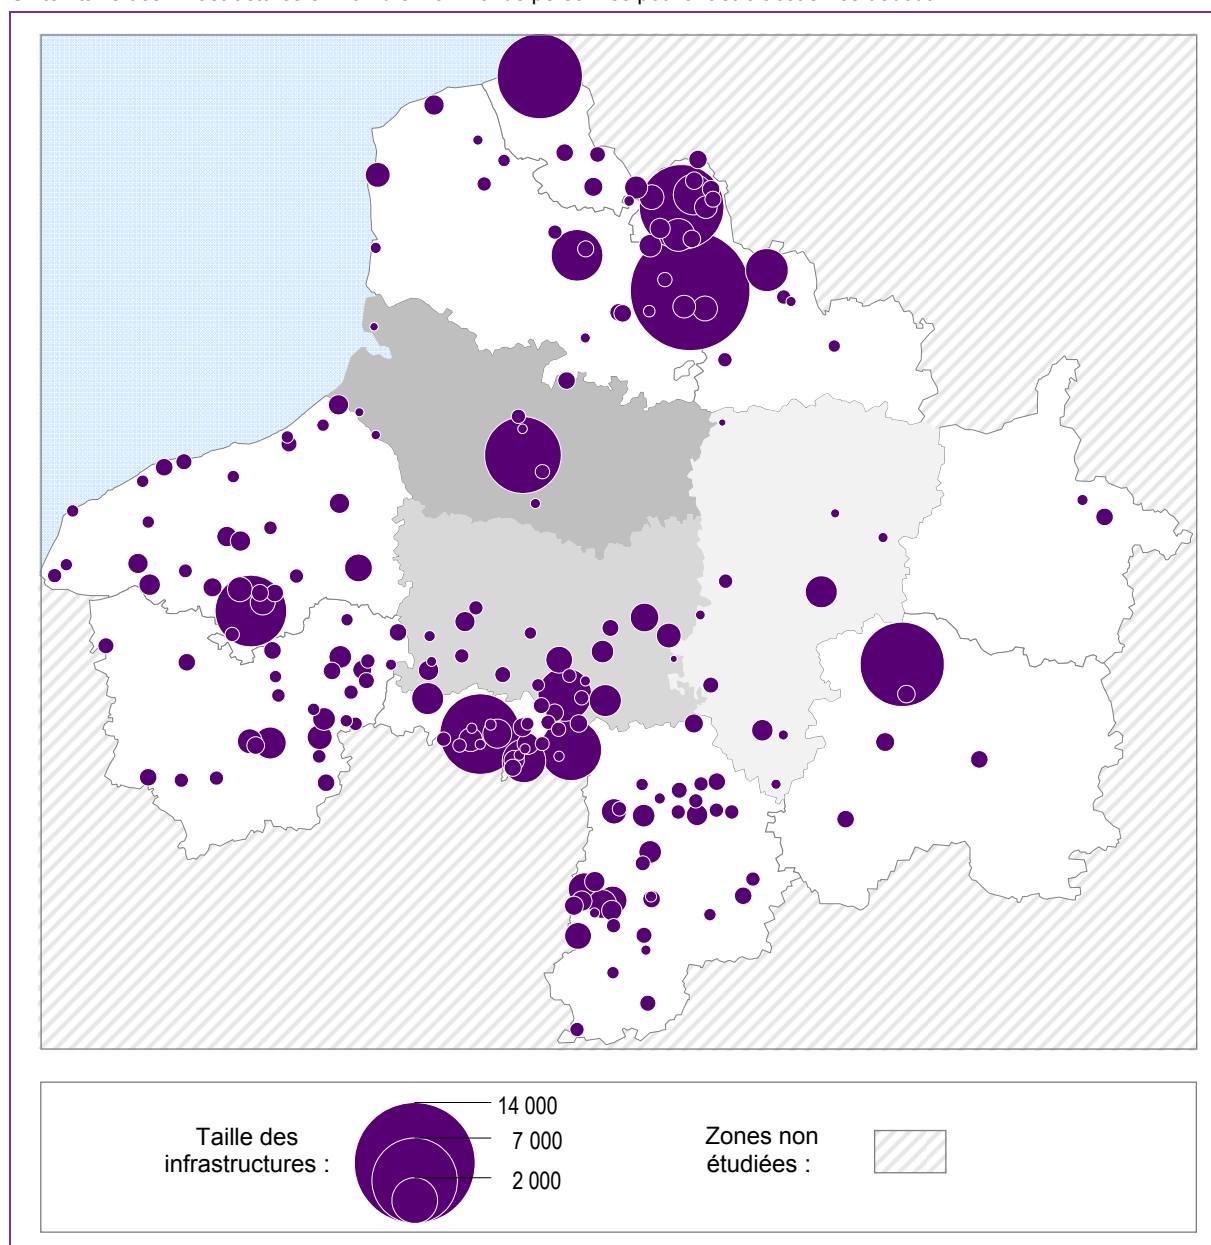 14 000
Taille des
infrastructures :
7 000
2 000
Zones non
étudiées :